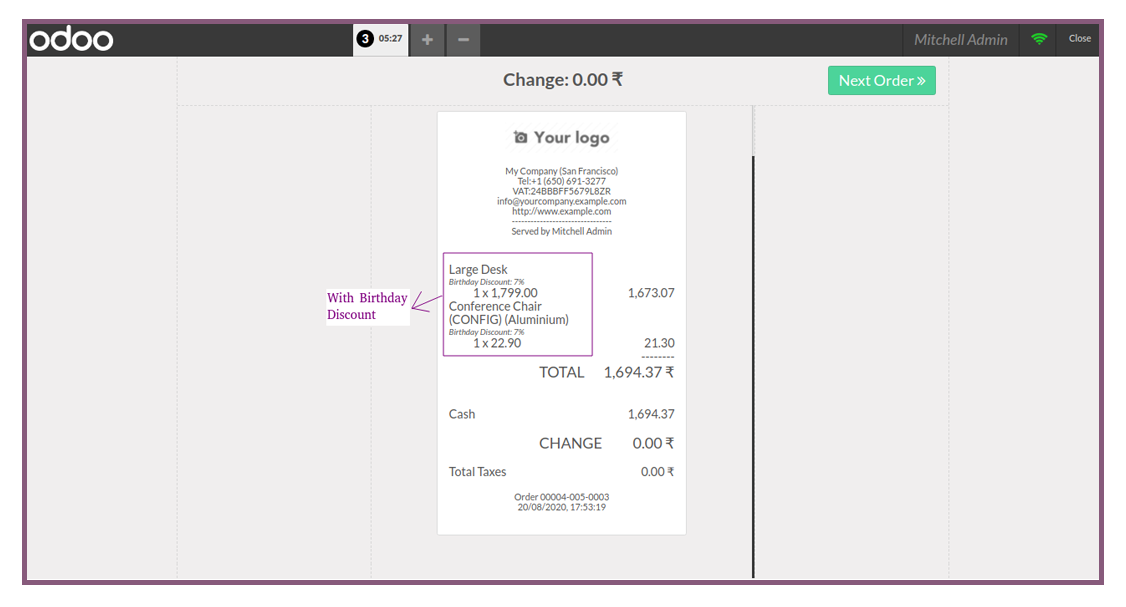 odoo 3 05:27 + − Mitchell Admin Close
Change: 0.00 ₹ Next Order »
Your logo
My Company (San Francisco)
Tel:+1 (650) 691-3277
VAT:24BBBFF5679L8ZR
info@yourcompany.example.com
http://www.example.com
--------------------------------
Served by Mitchell Admin
Large Desk
Birthday Discount: 7%
1 x 1,799.00 1,673.07
With Birthday
Discount
Conference Chair
(CONFIG) (Aluminium)
Birthday Discount: 7%
1 x 22.90 21.30
--------
TOTAL 1,694.37 ₹
Cash 1,694.37
CHANGE 0.00 ₹
Total Taxes 0.00 ₹
Order 00004-005-0003
20/08/2020, 17:53:19